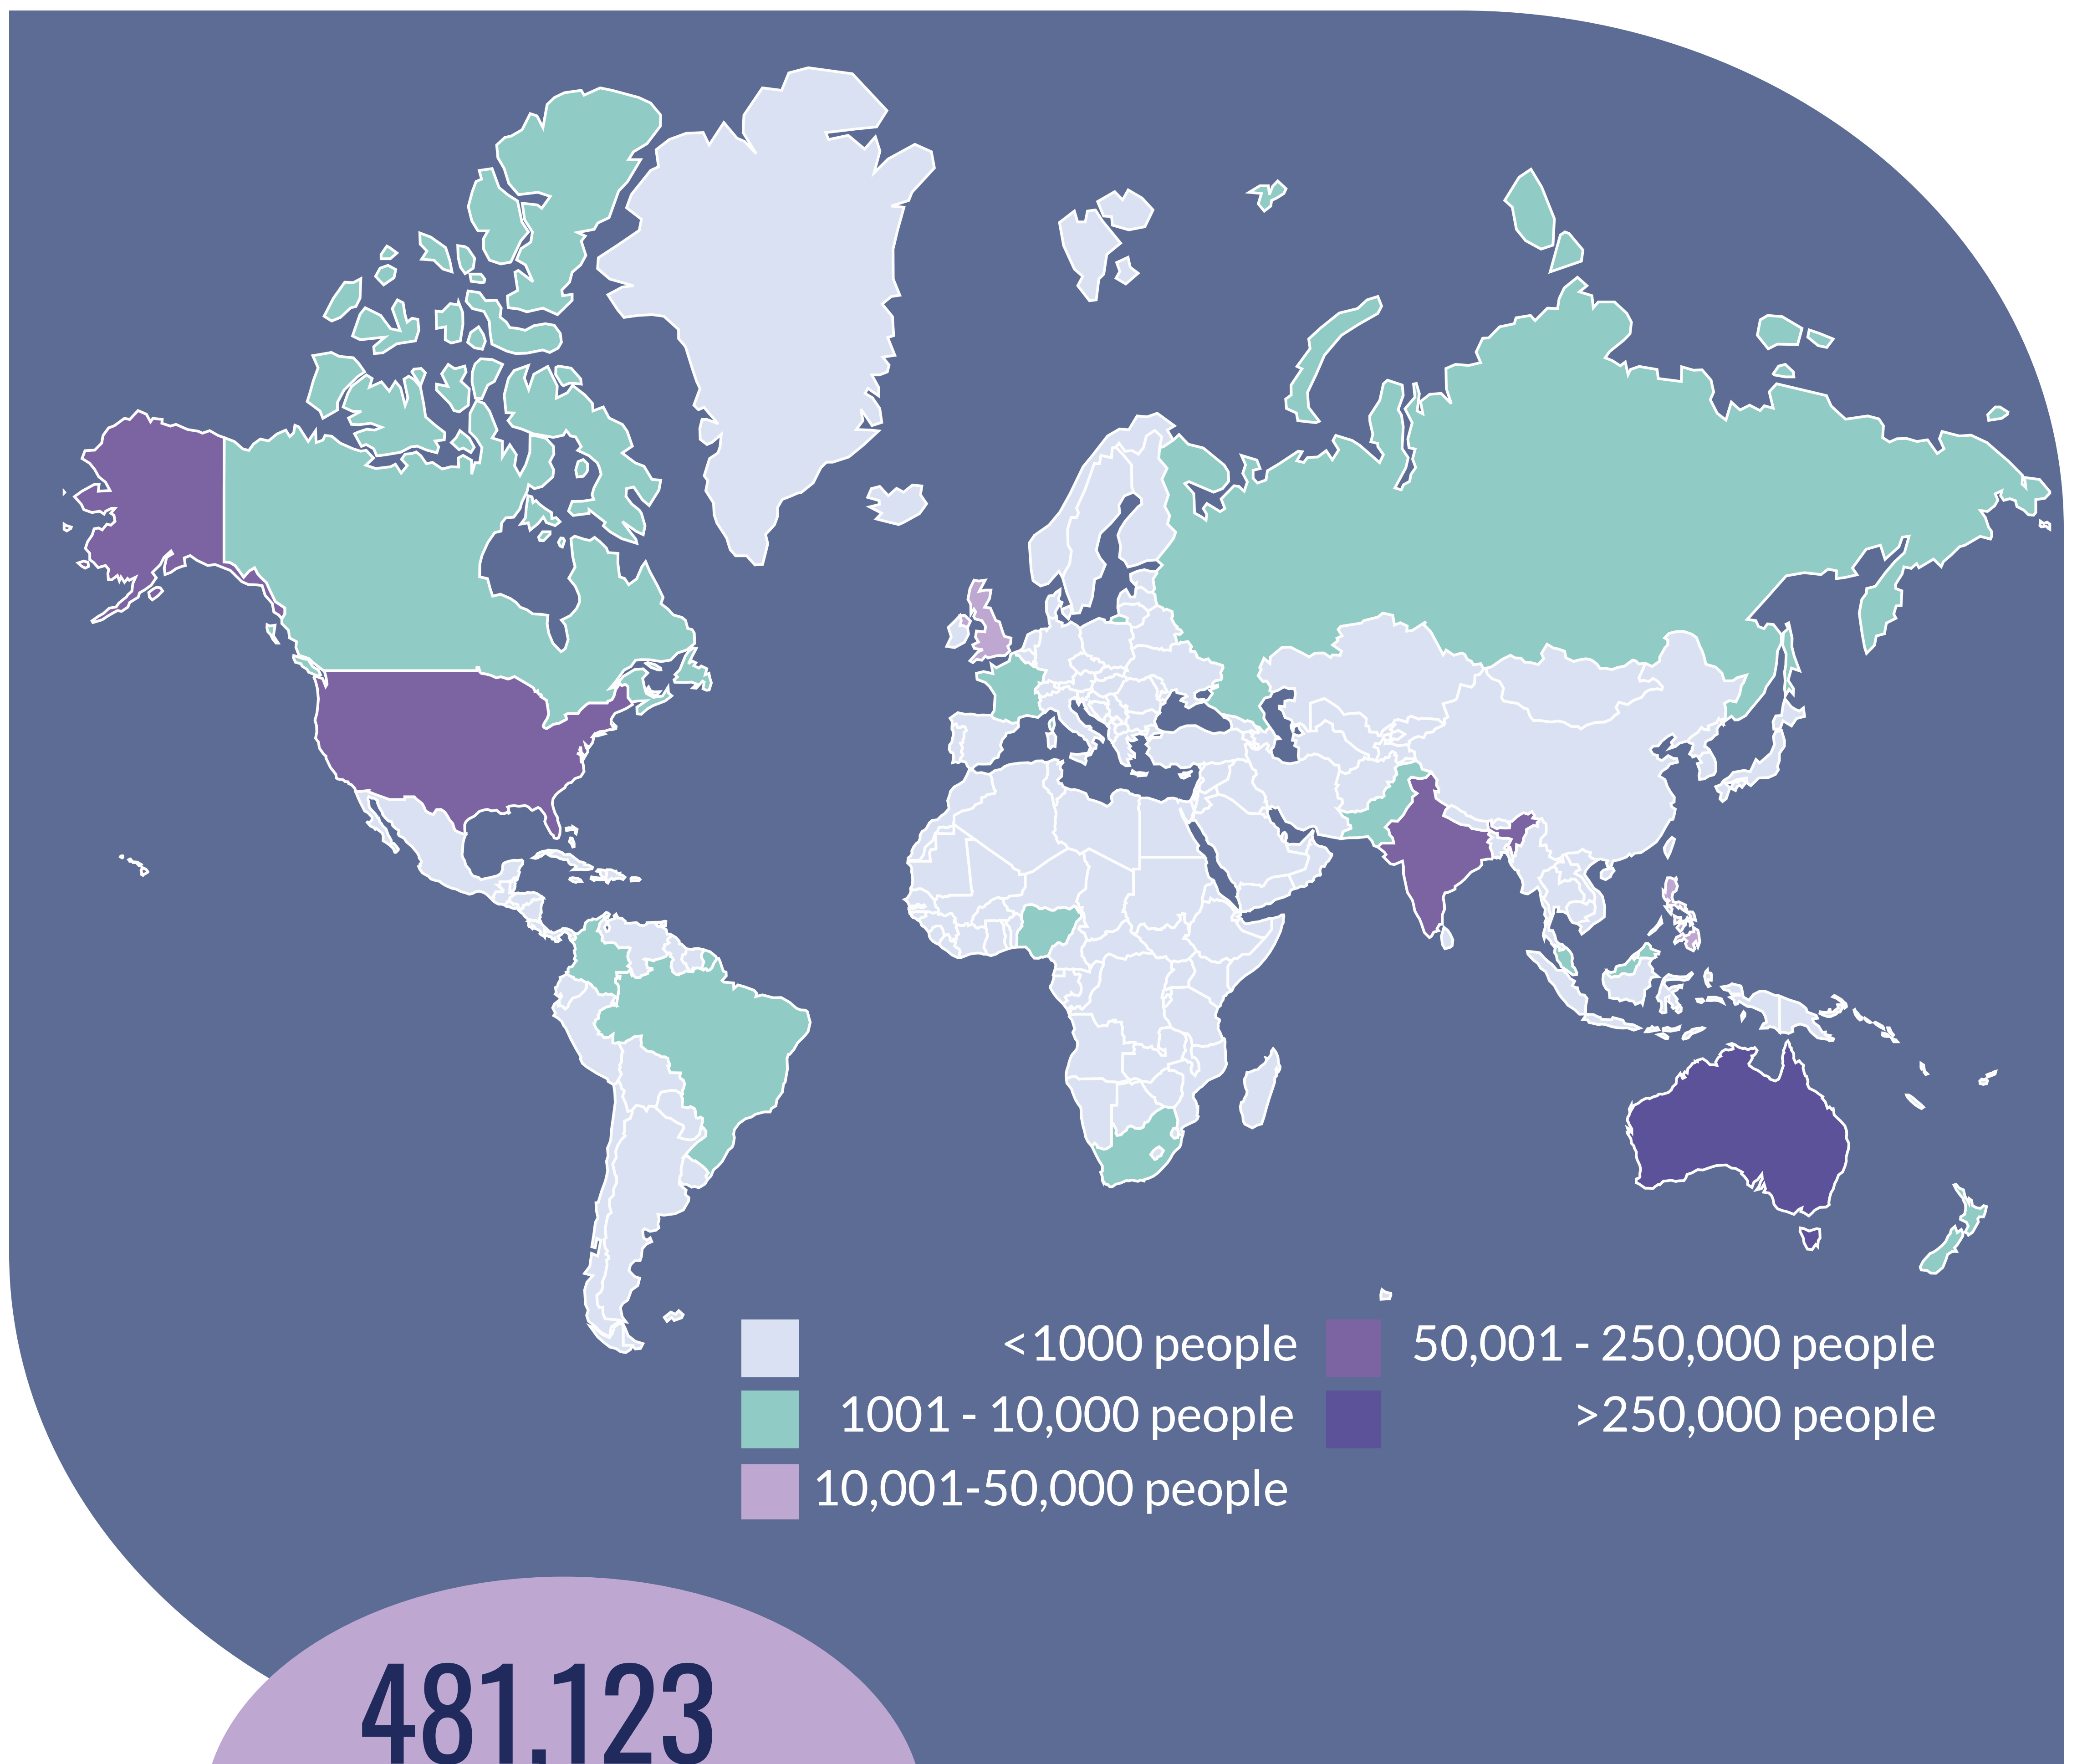 <1000 people
1001 - 10,000 people
10,001-50,000 people
50,001 - 250,000 people
>250,000 people
481,123